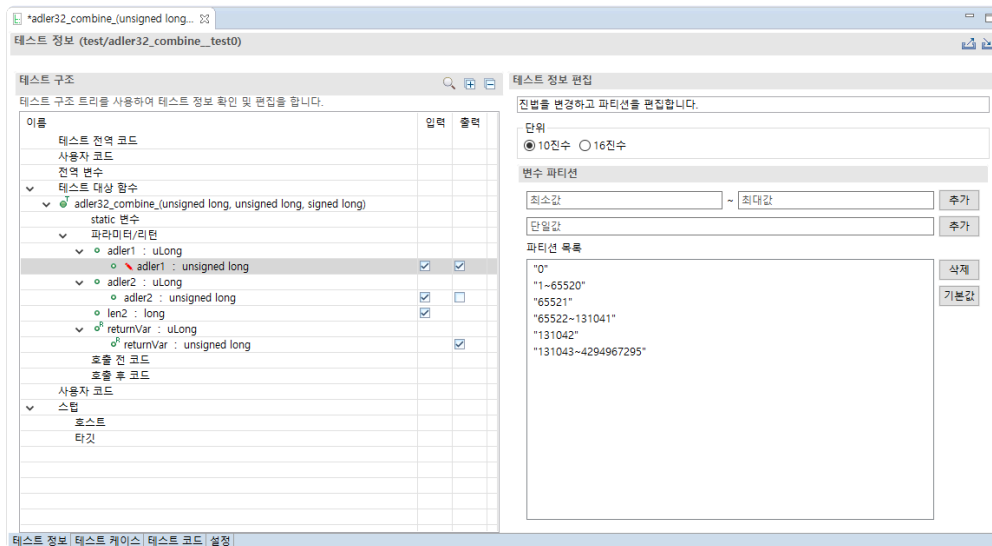 *adler32_combine_(unsigned long...
테스트 정보 (test/adler32_combine__test0)
테스트 구조
테스트 구조 트리를 사용하여 테스트 정보 확인 및 편집을 합니다.
이름 입력 출력
테스트 전역 코드
사용자 코드
전역 변수
테스트 대상 함수
adler32_combine_(unsigned long, unsigned long, signed long)
static 변수
파라미터/리턴
adler1 : uLong
adler1 : unsigned long
adler2 : uLong
adler2 : unsigned long
len2 : long
returnVar : uLong
returnVar : unsigned long
호출 전 코드
호출 후 코드
사용자 코드
스텁
호스트
타깃
테스트 정보 편집
진법을 변경하고 파티션을 편집합니다.
단위
10진수 16진수
변수 파티션
최소값 ~ 최대값 추가
단일값 추가
파티션 목록
"0" 삭제
"1~65520" 기본값
"65521"
"65522~131041"
"131042"
"131043~4294967295"
테스트 정보 테스트 케이스 테스트 코드 설정